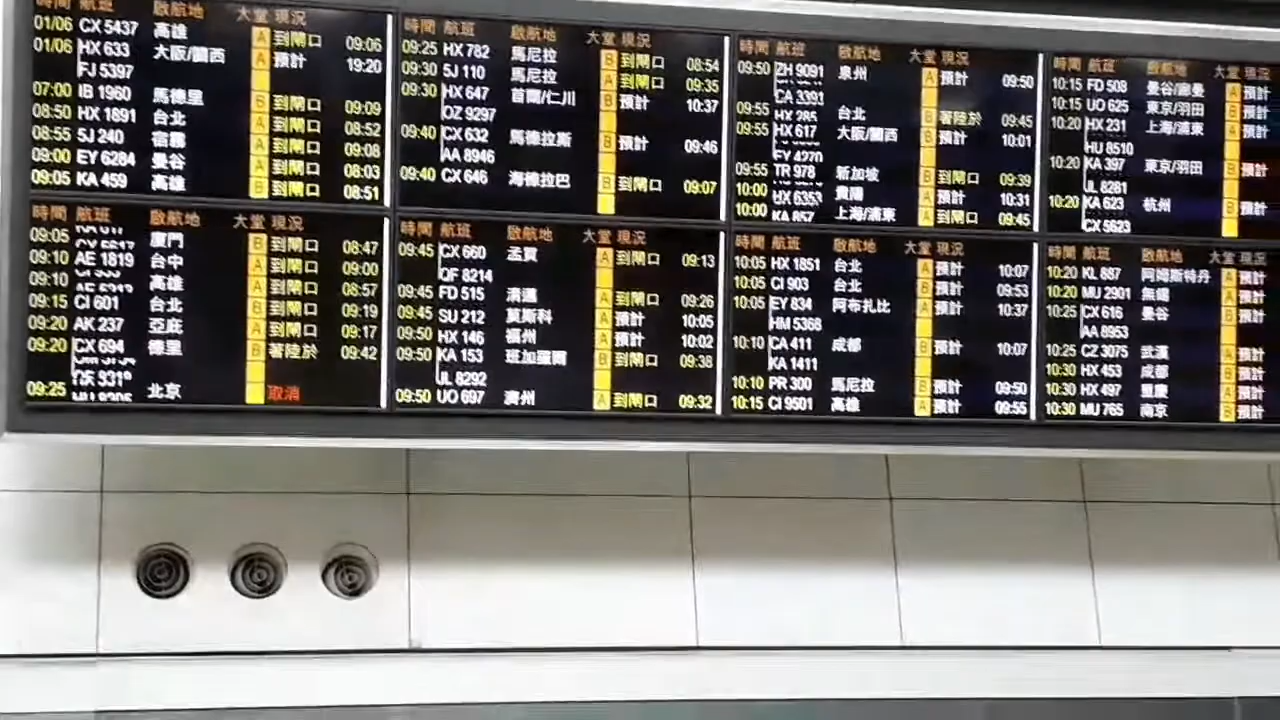 時間 航班 啟航地 大堂 現況
01/06 CX 5437 高雄 A 到閘口 09:06
01/06 HX 633 大阪/關西 A 預計 19:20
FJ 5397
07:00 IB 1960 馬德里 B 到閘口 09:09
08:50 HX 1891 台北 A 到閘口 08:52
08:55 5J 240 宿霧 A 到閘口 09:08
09:00 EY 6284 曼谷 A 到閘口 08:03
09:05 KA 459 高雄 B 到閘口 08:51
時間 航班 啟航地 大堂 現況
09:05 廈門 B 到閘口 08:47
09:10 AE 1819 台中 A 到閘口 09:00
09:10 高雄 A 到閘口 08:57
09:15 CI 601 台北 B 到閘口 09:19
09:20 AK 237 亞庇 A 到閘口 09:17
09:20 CX 694 德里 B 著陸於 09:42
09:25 北京 取消
時間 航班 啟航地 大堂 現況
09:25 HX 782 馬尼拉 B 到閘口 08:54
09:30 5J 110 馬尼拉 A 到閘口 09:35
09:30 HX 647 首爾/仁川 B 預計 10:37
OZ 9297
09:40 CX 632 馬德拉斯 B 預計 09:46
AA 8946
09:40 CX 646 海德拉巴 B 到閘口 09:07
時間 航班 啟航地 大堂 現況
09:45 CX 660 孟買 A 到閘口 09:13
QF 8214
09:45 FD 515 清邁 A 到閘口 09:26
09:45 SU 212 莫斯科 A 預計 10:05
09:50 HX 146 福州 A 預計 10:02
09:50 KA 153 班加羅爾 B 到閘口 09:38
JL 8292
09:50 UO 697 濟州 A 到閘口 09:32
時間 航班 啟航地 大堂 現況
09:50 ZH 9091 泉州 A 預計 09:50
CA 3391
09:55 HX 285 台北 B 著陸於 09:45
09:55 HX 617 大阪/關西 B 預計 10:01
EY 4270
09:55 TR 978 新加坡 B 到閘口 09:39
10:00 HX 6353 貴陽 A 預計 10:31
10:00 KA 857 上海/浦東 A 到閘口 09:45
時間 航班 啟航地 大堂 現況
10:05 HX 1851 台北 A 預計 10:07
10:05 CI 903 台北 B 預計 09:53
10:05 EY 834 阿布扎比 A 預計 10:37
HM 5368
10:10 CA 411 成都 B 預計 10:07
KA 1411
10:10 PR 300 馬尼拉 B 預計 09:50
10:15 CI 9501 高雄 A 預計 09:55
時間 航班 啟航地 大堂 現
10:15 FD 508 曼谷/廊曼 A 預計
10:15 UO 625 東京/羽田 B 預計
10:20 HX 231 上海/浦東 A 預計
HU 8510
10:20 KA 397 東京/羽田 B 預計
JL 8281
10:20 KA 623 杭州 B 預計
CX 5623
時間 航班 啟航地 大堂 現況
10:20 KL 887 阿姆斯特丹 A 預計
10:20 MU 2901 無錫 B 預計
10:25 CX 616 曼谷 A 預計
AA 8953
10:25 CZ 3075 武漢 A 預計
10:30 HX 453 成都 B 預計
10:30 HX 497 重慶 A 預計
10:30 MU 765 南京 B 預計